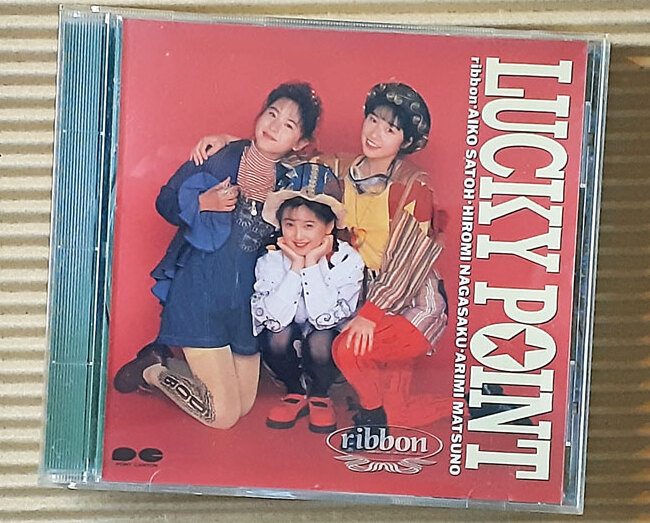 LUCKY POINT
ribbon·AIKO SATOH·HIROMI NAGASAKU·ARIMI MATSUNO
ribbon
PONY CANYON